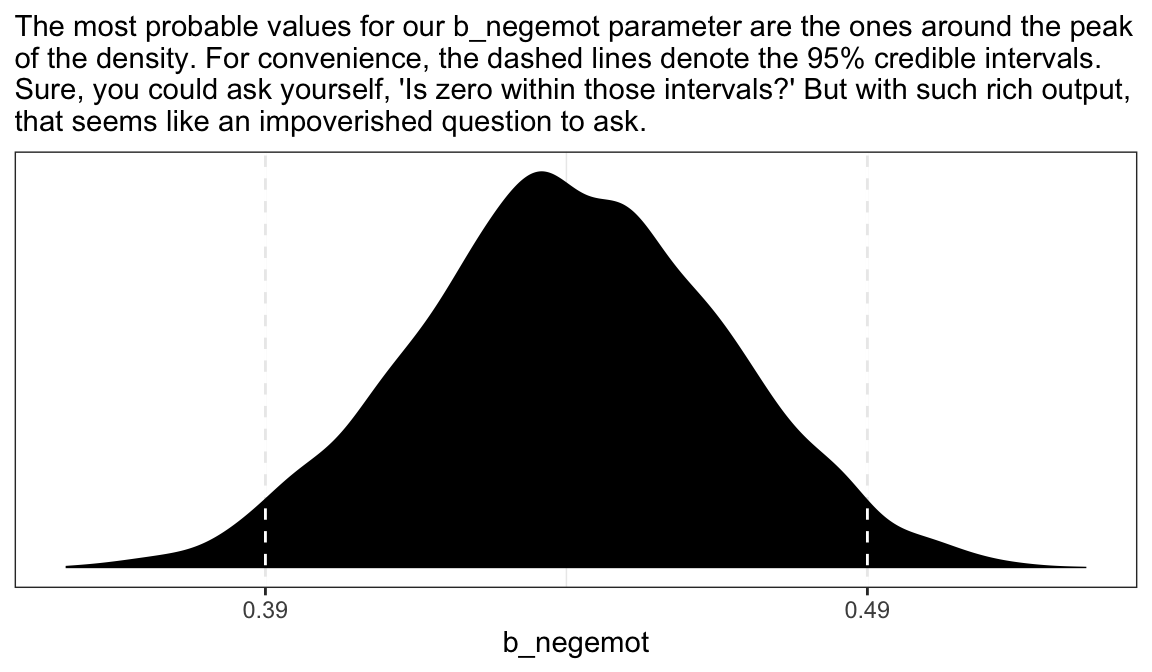 The most probable values for our b_negemot parameter are the ones around the peak
of the density. For convenience, the dashed lines denote the 95% credible intervals.
Sure, you could ask yourself, 'Is zero within those intervals?' But with such rich output,
that seems like an impoverished question to ask.
0.39 0.49
b_negemot